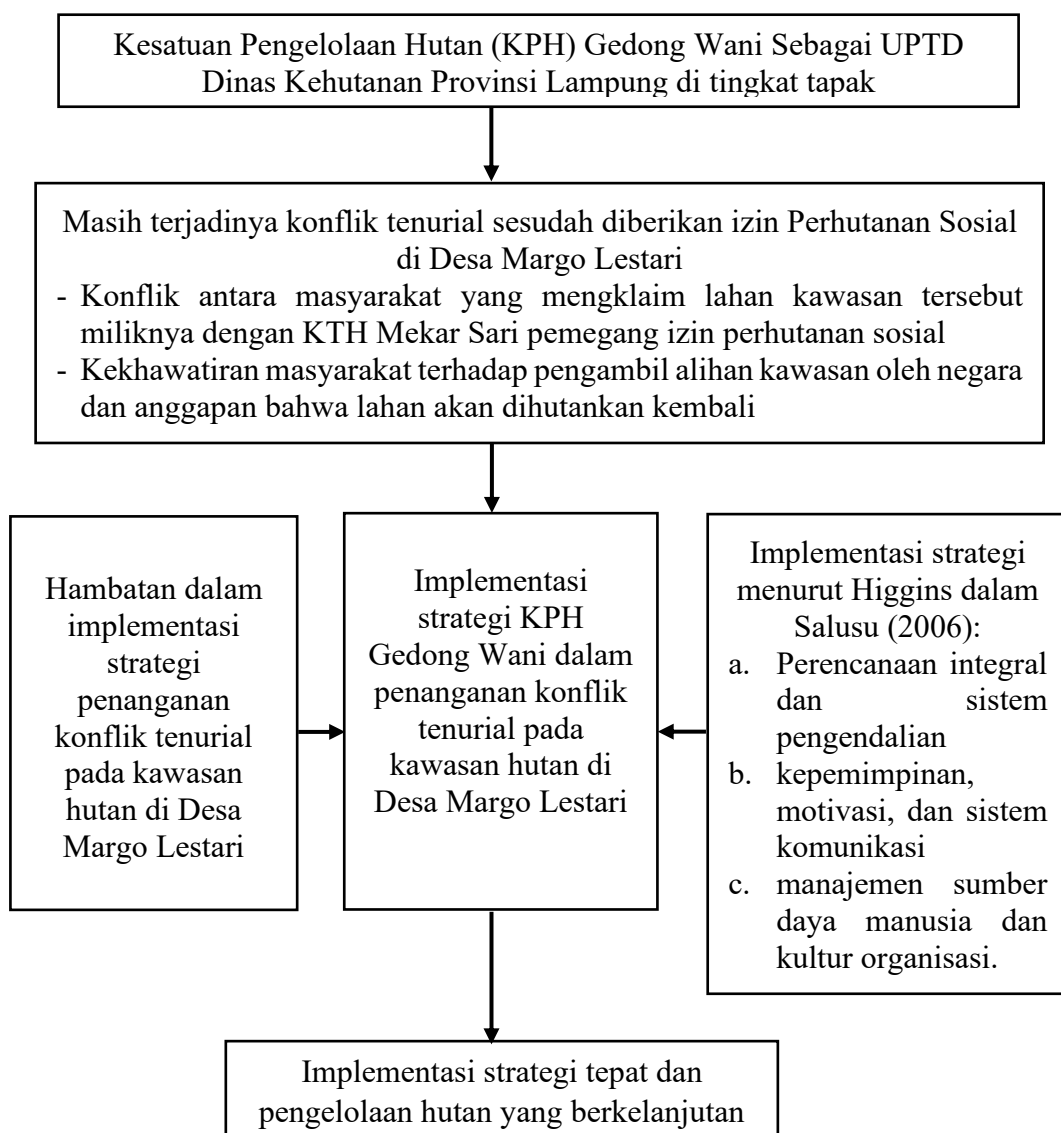 Kesatuan Pengelolaan Hutan (KPH) Gedong Wani Sebagai UPTD
Dinas Kehutanan Provinsi Lampung di tingkat tapak
Masih terjadinya konflik tenurial sesudah diberikan izin Perhutanan Sosial
di Desa Margo Lestari
- Konflik antara masyarakat yang mengklaim lahan kawasan tersebut
miliknya dengan KTH Mekar Sari pemegang izin perhutanan sosial
- Kekhawatiran masyarakat terhadap pengambil alihan kawasan oleh negara
dan anggapan bahwa lahan akan dihutankan kembali
Hambatan dalam
implementasi
strategi
penanganan
konflik tenurial
pada kawasan
hutan di Desa
Margo Lestari
Implementasi
strategi KPH
Gedong Wani dalam
penanganan konflik
tenurial pada
kawasan hutan di
Desa Margo Lestari
Implementasi strategi
menurut Higgins dalam
Salusu (2006):
a. Perencanaan integral
dan sistem
pengendalian
b. kepemimpinan,
motivasi, dan sistem
komunikasi
c. manajemen sumber
daya manusia dan
kultur organisasi.
Implementasi strategi tepat dan
pengelolaan hutan yang berkelanjutan